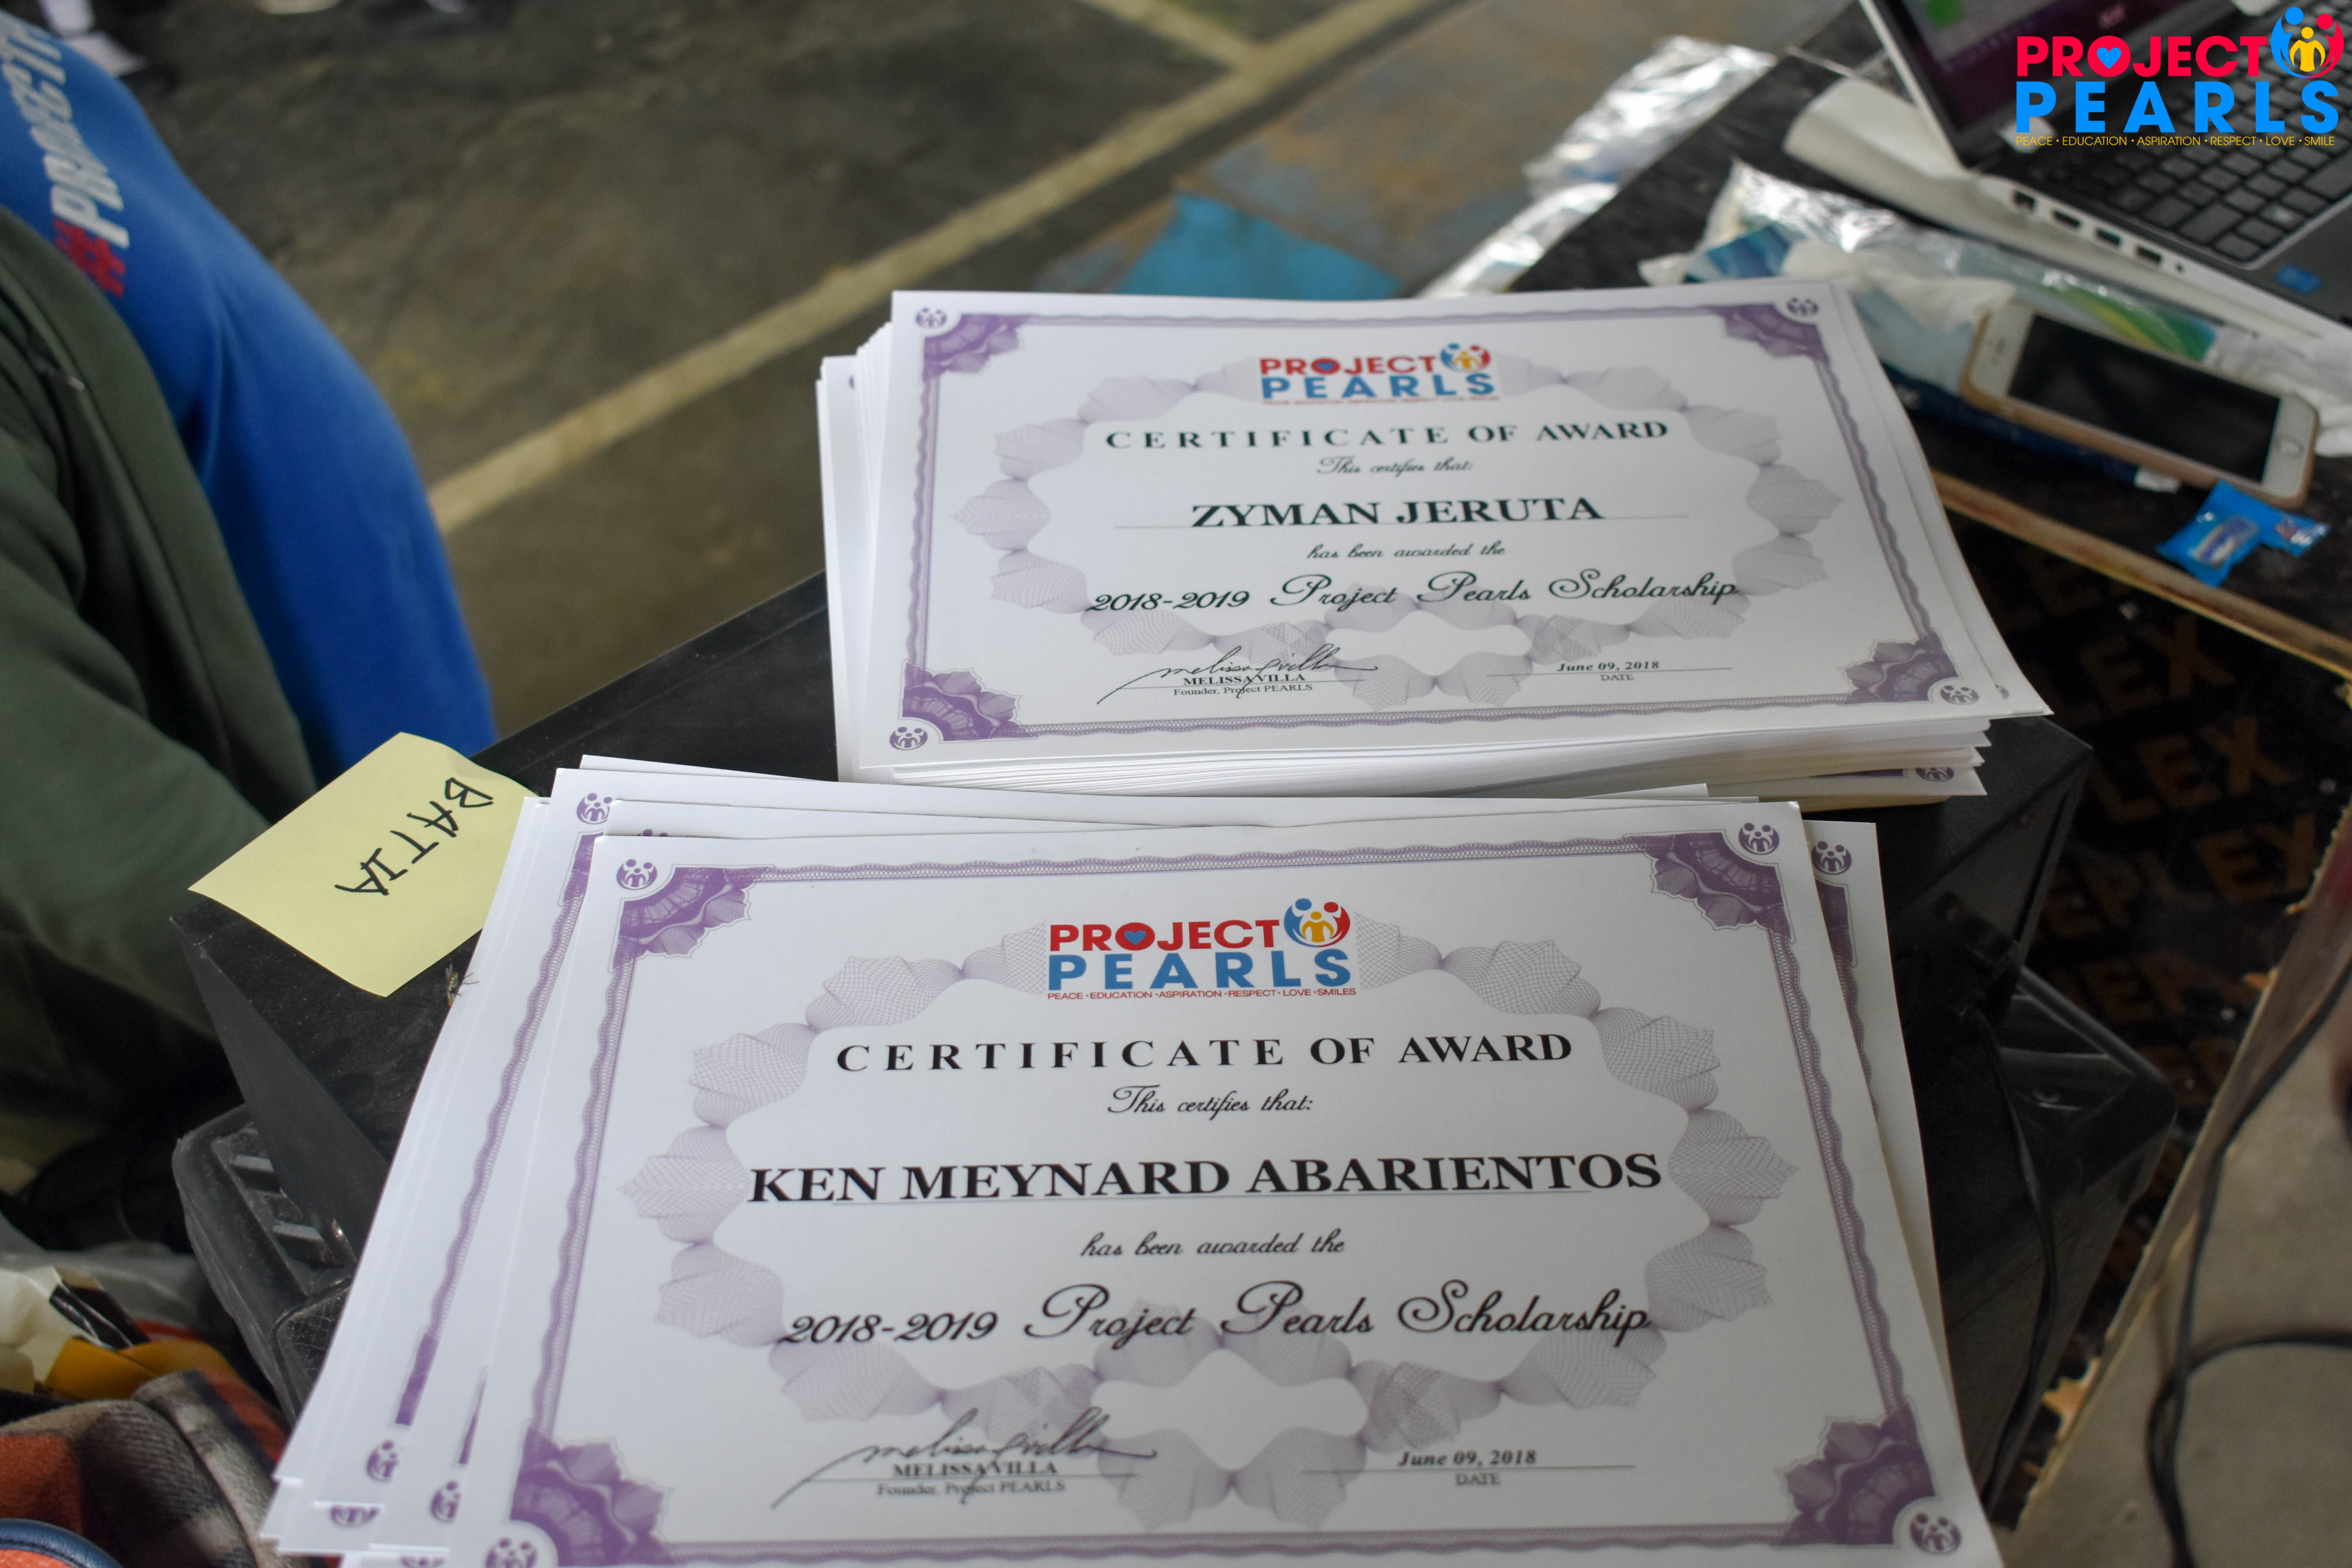 PROJECT
PEARLS
PEACE • EDUCATION • ASPIRATION • RESPECT • LOVE • SMILE
PROJECT
PEARLS
CERTIFICATE OF AWARD
This certifies that:
ZYMAN JERUTA
has been awarded the
2018-2019 Project Pearls Scholarship
MELISSA VILLA
Founder, Project PEARLS
June 09, 2018
DATE
BATIA
PROJECT
PEARLS
PEACE • EDUCATION • ASPIRATION • RESPECT • LOVE • SMILES
CERTIFICATE OF AWARD
This certifies that:
KEN MEYNARD ABARIENTOS
has been awarded the
2018-2019 Project Pearls Scholarship
MELISSA VILLA
Founder, Project PEARLS
June 09, 2018
DATE